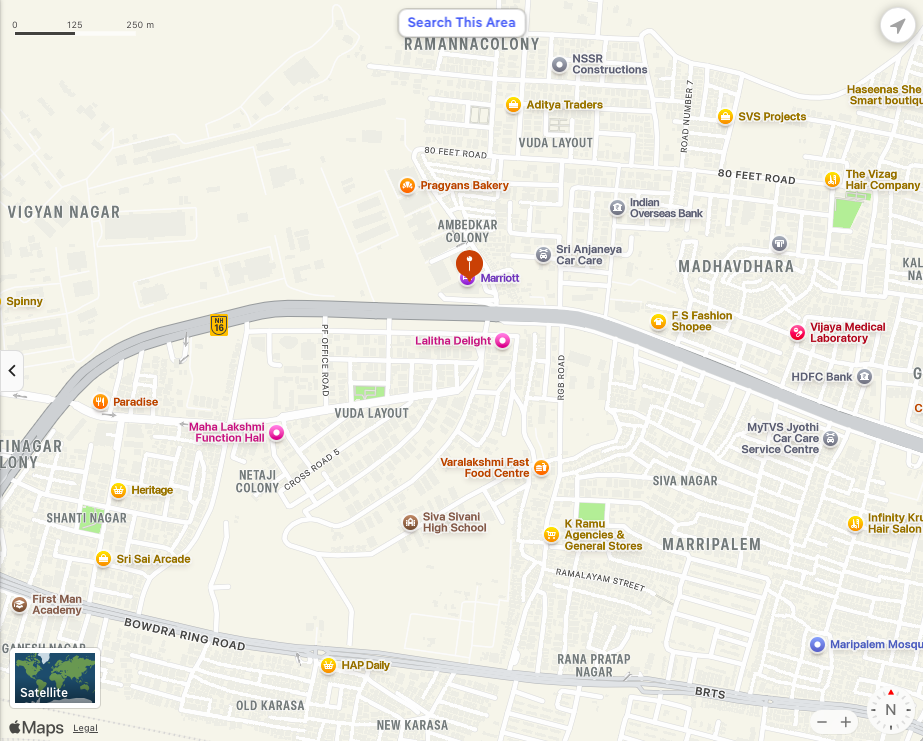 0 125 250 m
Search This Area
RAMANNACOLONY
NSSR
Constructions
Haseenas She
Smart boutiqu
Aditya Traders
SVS Projects
ROAD NUMBER 7
VUDA LAYOUT
80 FEET ROAD
80 FEET ROAD
The Vizag
Hair Company
Pragyans Bakery
Indian
Overseas Bank
VIGYAN NAGAR
AMBEDKAR
COLONY
Sri Anjaneya
Car Care
MADHAVDHARA
KAL
NA
Marriott
Spinny
NH
16
F S Fashion
Shopee
Vijaya Medical
Laboratory
PF OFFICE ROAD
Lalitha Delight
RGB ROAD
HDFC Bank
G
C
Paradise
VUDA LAYOUT
Maha Lakshmi
Function Hall
MyTVS Jyothi
Car Care
Service Centre
TINAGAR
LONY
CROSS ROAD 5
Varalakshmi Fast
Food Centre
NETAJI
COLONY
SIVA NAGAR
Heritage
SHANTI NAGAR
Siva Sivani
High School
K Ramu
Agencies &
General Stores
Infinity Kru
Hair Salon
MARRIPALEM
Sri Sai Arcade
RAMALAYAM STREET
First Man
Academy
BOWDRA RING ROAD
GANESH NAGAR
Maripalem Mosqu
HAP Daily
RANA PRATAP
NAGAR
Satellite
BRTS
OLD KARASA
NEW KARASA
N
Maps Legal